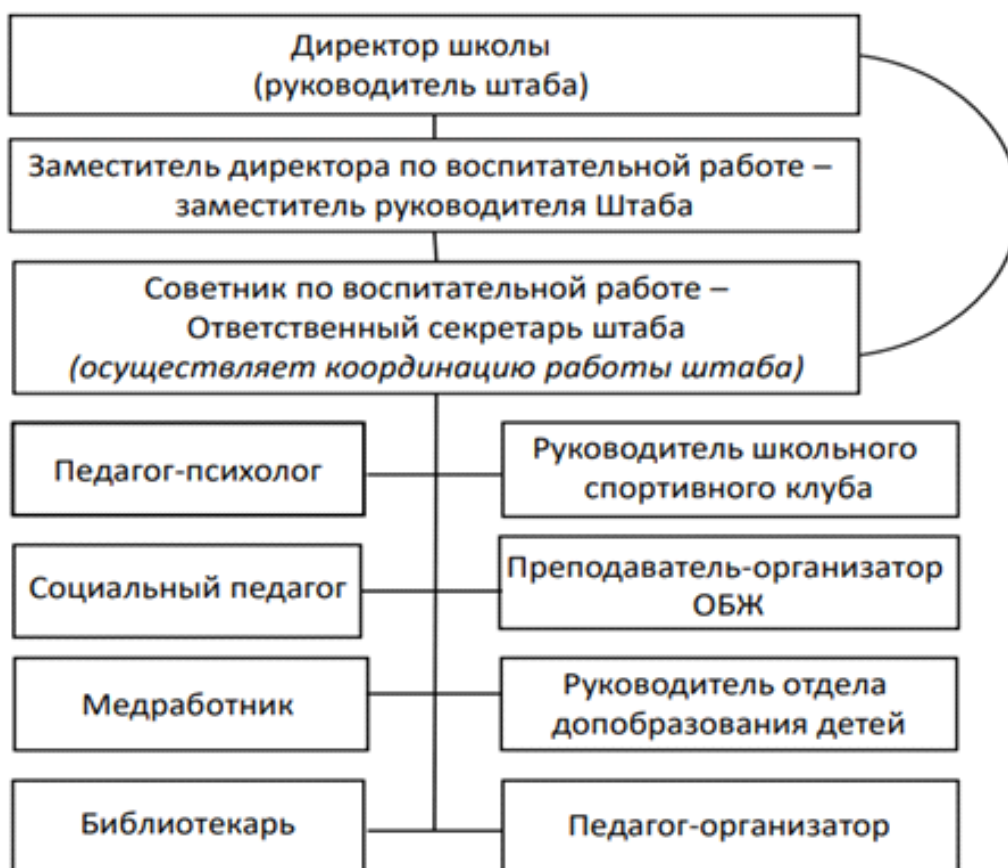 Директор школы
(руководитель штаба)
Заместитель директора по воспитательной работе –
заместитель руководителя Штаба
Советник по воспитательной работе –
Ответственный секретарь штаба
(осуществляет координацию работы штаба)
Педагог-психолог
Руководитель школьного
спортивного клуба
Социальный педагог
Преподаватель-организатор
ОБЖ
Медработник
Руководитель отдела
допобразования детей
Библиотекарь
Педагог-организатор